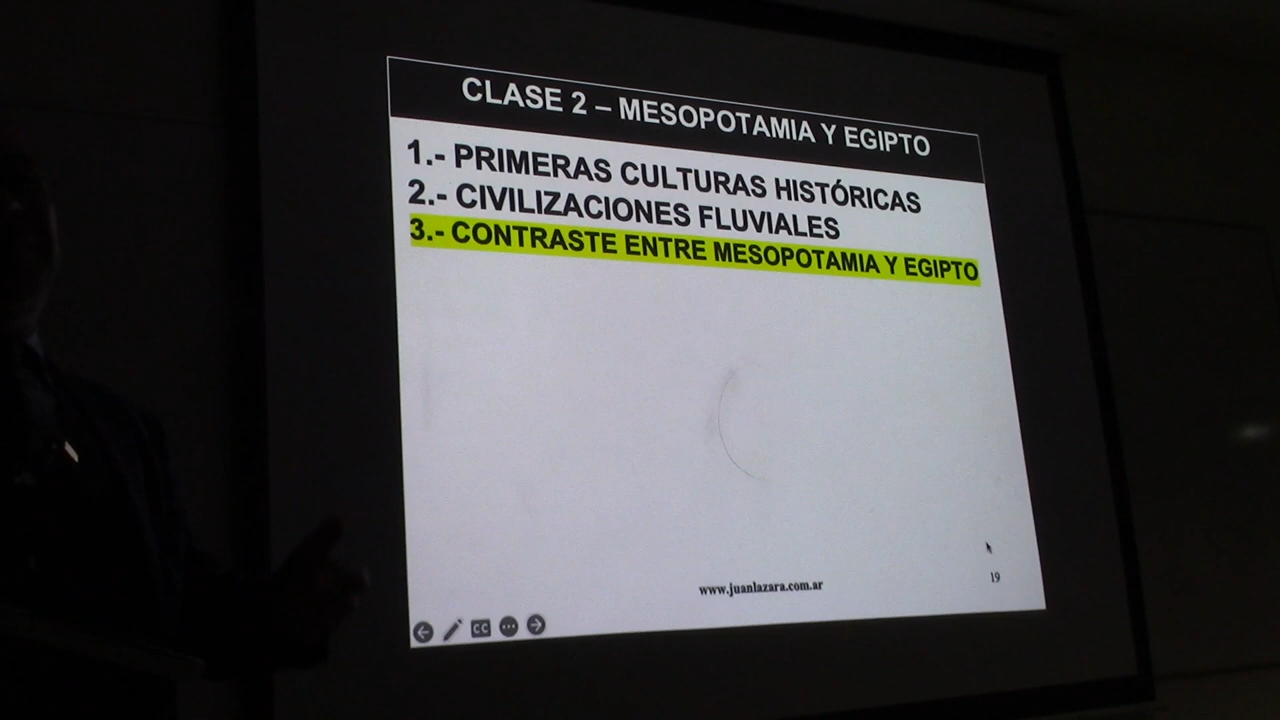 CLASE 2 – MESOPOTAMIA Y EGIPTO
1.- PRIMERAS CULTURAS HISTÓRICAS
2.- CIVILIZACIONES FLUVIALES
3.- CONTRASTE ENTRE MESOPOTAMIA Y EGIPTO
www.juanlazara.com.ar
19
CC